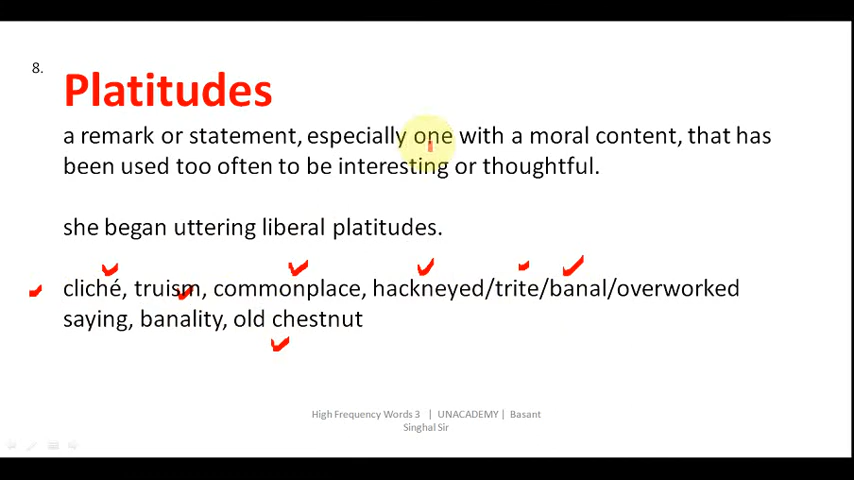 8.
Platitudes
a remark or statement, especially one with a moral content, that has
been used too often to be interesting or thoughtful.
she began uttering liberal platitudes.
cliché, truism, commonplace, hackneyed/trite/banal/overworked
saying, banality, old chestnut
High Frequency Words 3 | UNACADEMY | Basant
Singhal Sir